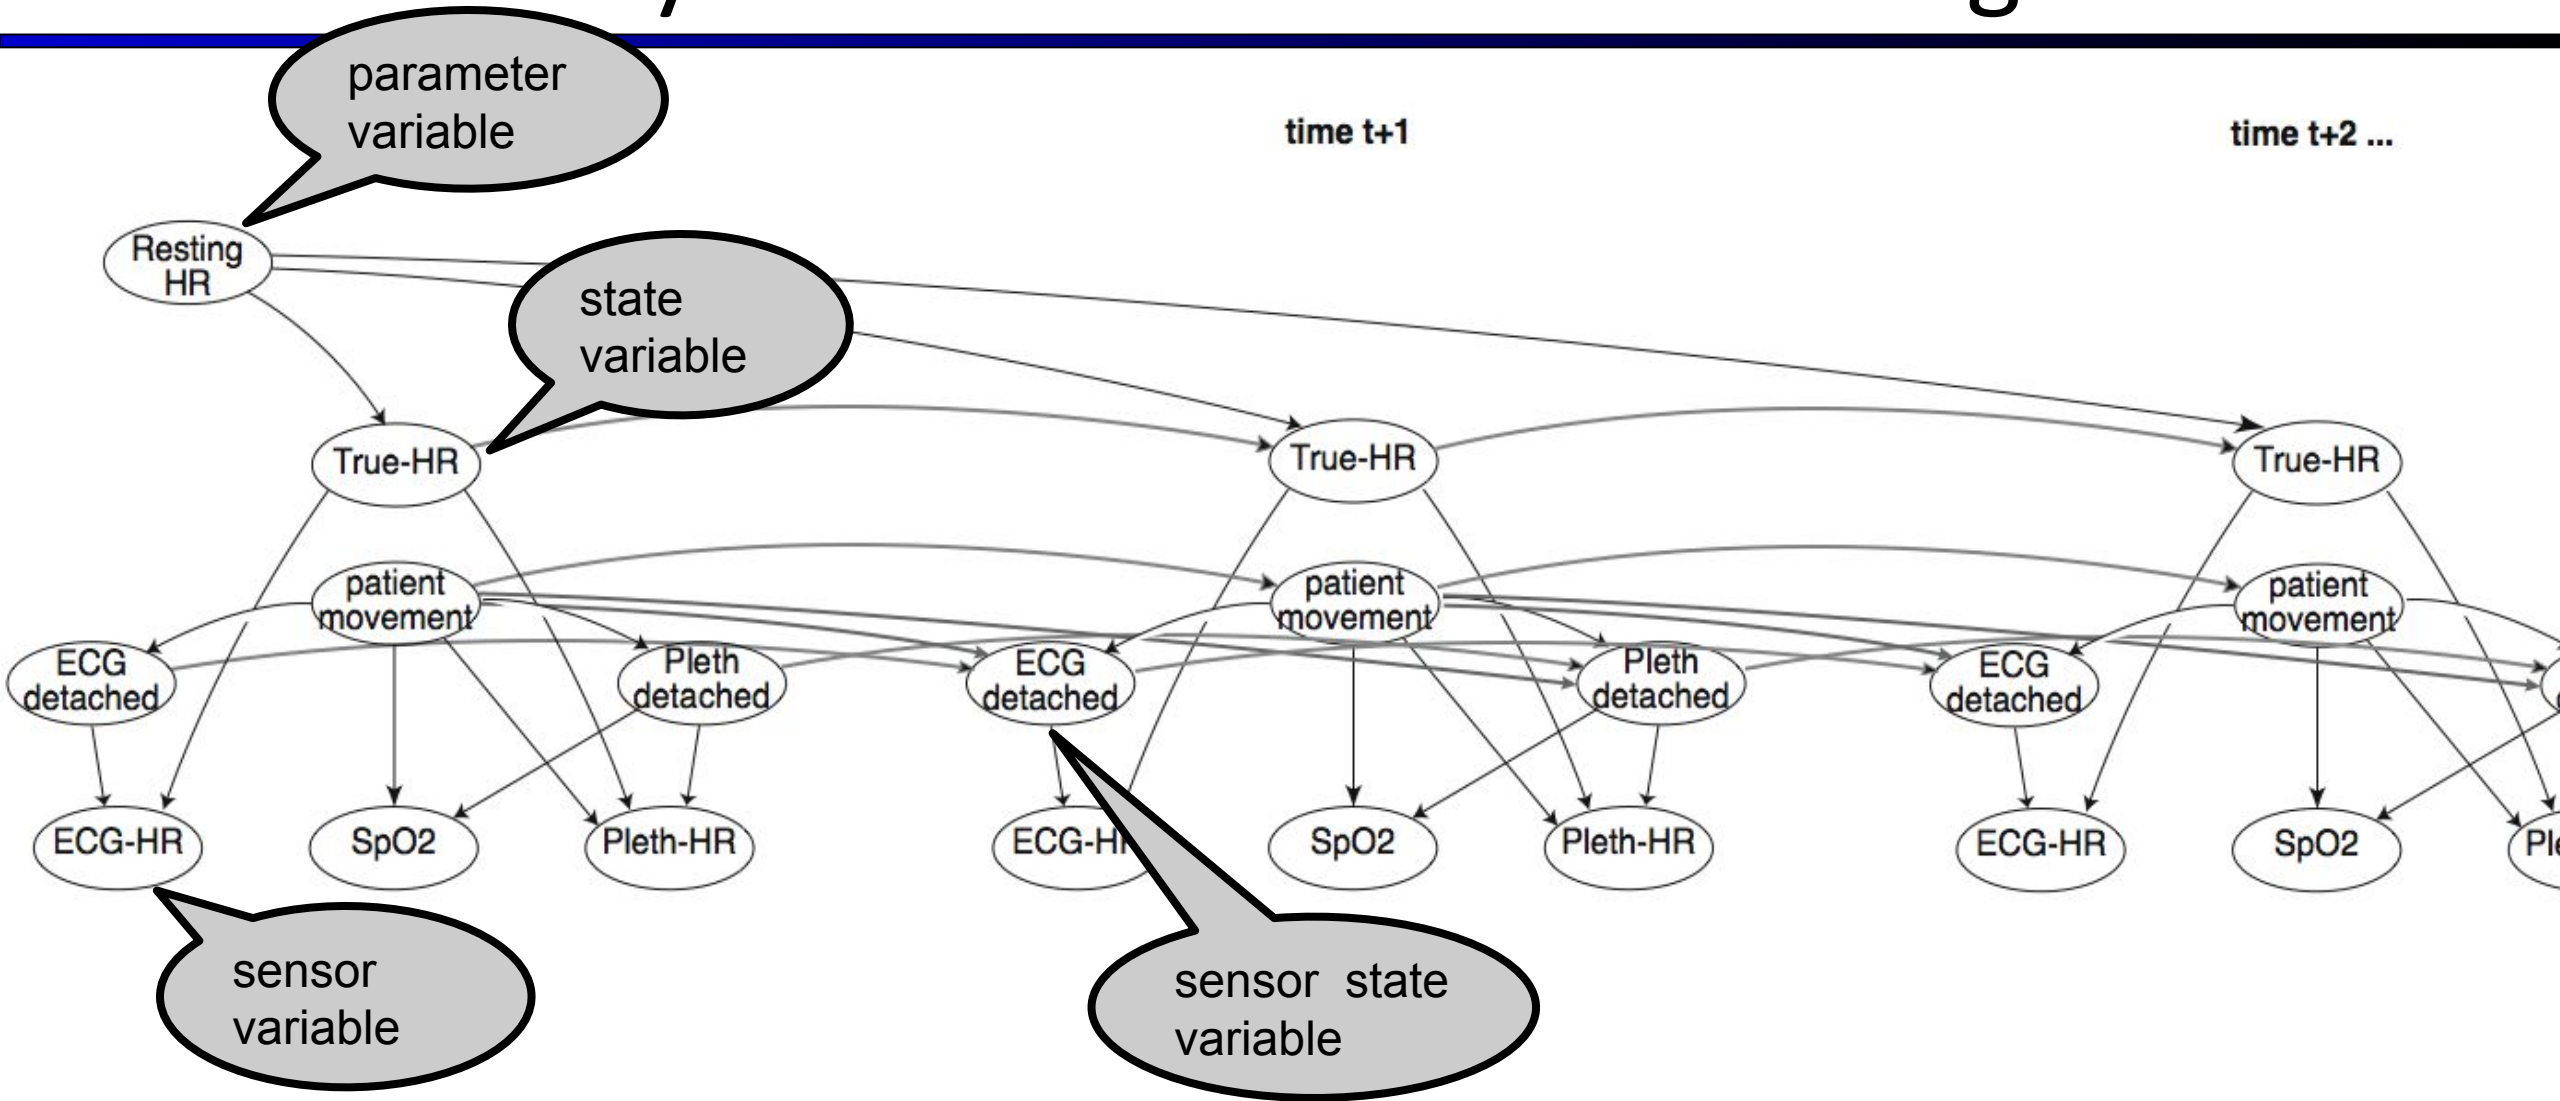 parameter
variable
time t+1
time t+2 ...
Resting
HR
state
variable
True-HR
True-HR
True-HR
patient
movement
patient
movement
patient
movement
ECG
detached
Pleth
detached
ECG
detached
Pleth
detached
ECG
detached
ECG-HR
SpO2
Pleth-HR
SpO2
Pleth-HR
ECG-HR
SpO2
sensor
variable
sensor state
variable